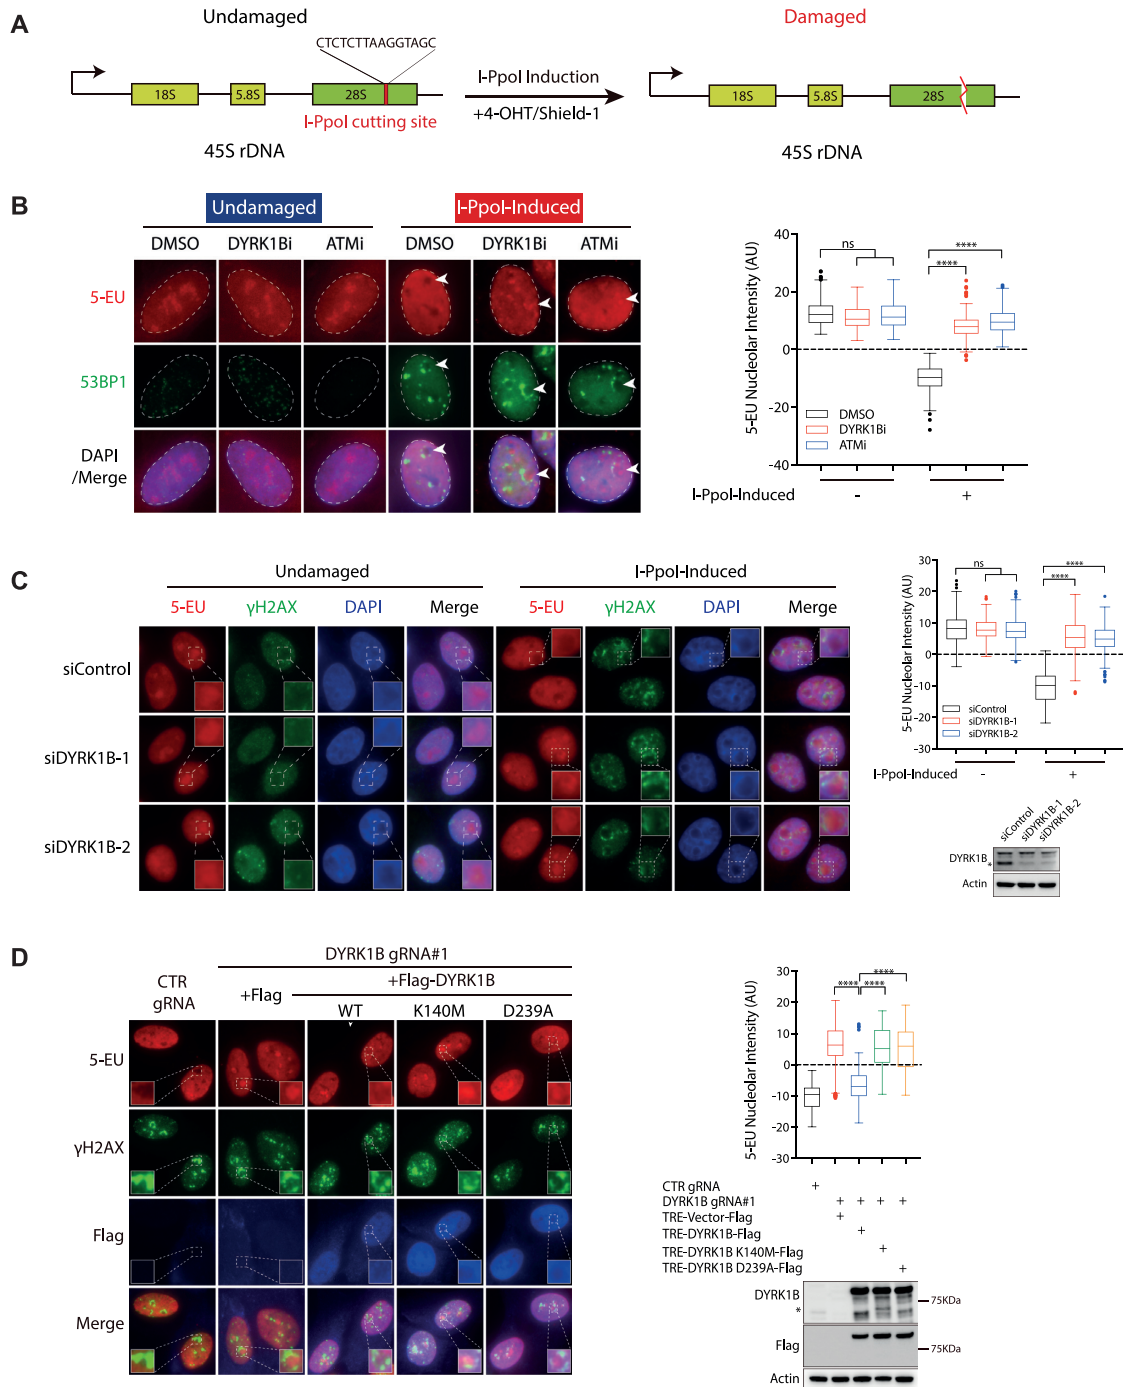 A
Undamaged
Damaged
CTCTCTTAAGGTAGC
18S
5.8S
28S
I-PpoI Induction
+4-OHT/Shield-1
18S
5.8S
28S
I-PpoI cutting site
45S rDNA
45S rDNA
B
Undamaged
I-PpoI-Induced
DMSO
DYRK1Bi
ATMi
DMSO
DYRK1Bi
ATMi
5-EU
53BP1
DAPI
/Merge
5-EU Nucleolar Intensity (AU)
40
20
0
-20
-40
ns
****
****
DMSO
DYRK1Bi
ATMi
I-PpoI-Induced
-
+
C
Undamaged
I-PpoI-Induced
5-EU
γH2AX
DAPI
Merge
5-EU
γH2AX
DAPI
Merge
siControl
siDYRK1B-1
siDYRK1B-2
5-EU Nucleolar Intensity (AU)
30
20
10
0
-10
-20
-30
ns
****
****
siControl
siDYRK1B-1
siDYRK1B-2
I-PpoI-Induced
-
+
siControl
siDYRK1B-1
siDYRK1B-2
DYRK1B
*
Actin
D
DYRK1B gRNA#1
CTR
gRNA
+Flag
+Flag-DYRK1B
WT
K140M
D239A
5-EU
γH2AX
Flag
Merge
5-EU Nucleolar Intensity (AU)
30
20
10
0
-10
-20
-30
****
****
****
CTR gRNA +
DYRK1B gRNA#1 + + + +
TRE-Vector-Flag +
TRE-DYRK1B-Flag +
TRE-DYRK1B K140M-Flag +
TRE-DYRK1B D239A-Flag +
DYRK1B
*
75KDa
Flag
75KDa
Actin